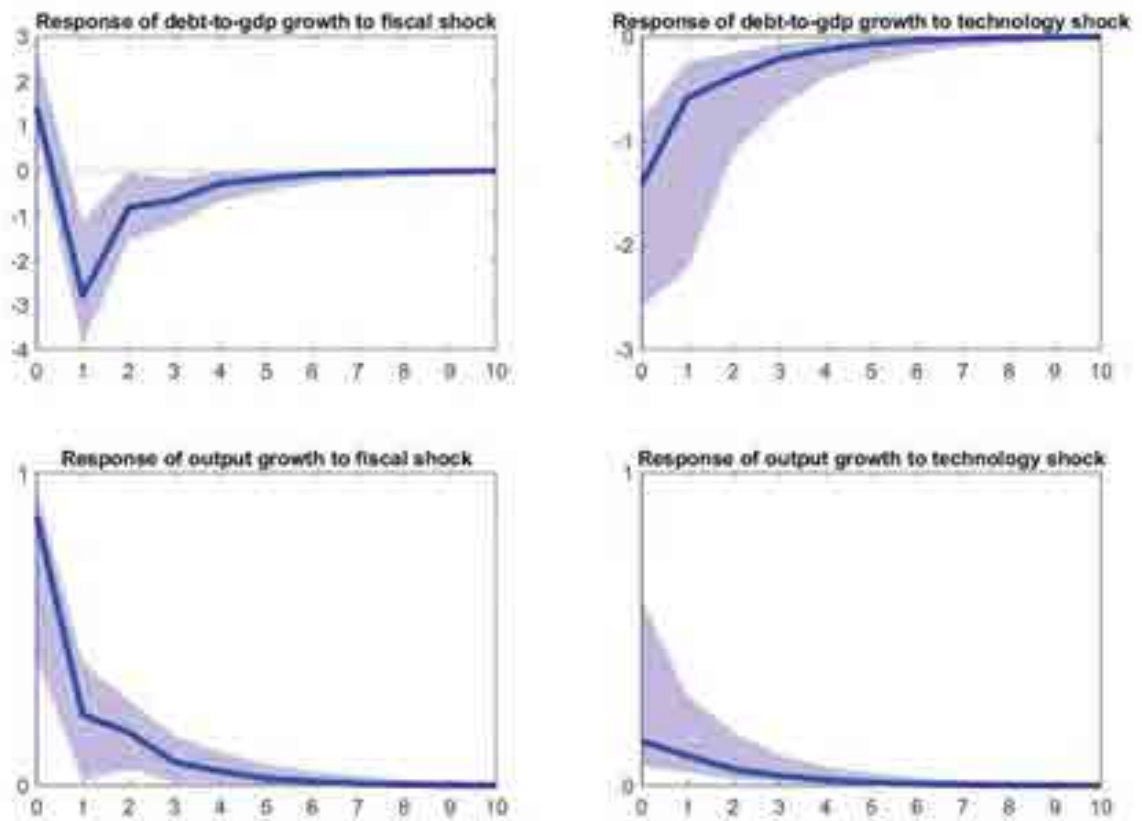 Response of debt-to-gdp growth to fiscal shock
3
2
1
0
-1
-2
-3
-4
0 1 2 3 4 5 6 7 8 9 10
Response of debt-to-gdp growth to technology shock
0
-1
-2
-3
0 1 2 3 4 5 6 7 8 9 10
Response of output growth to fiscal shock
1
0
0 1 2 3 4 5 6 7 8 9 10
Response of output growth to technology shock
1
0
0 1 2 3 4 5 6 7 8 9 10